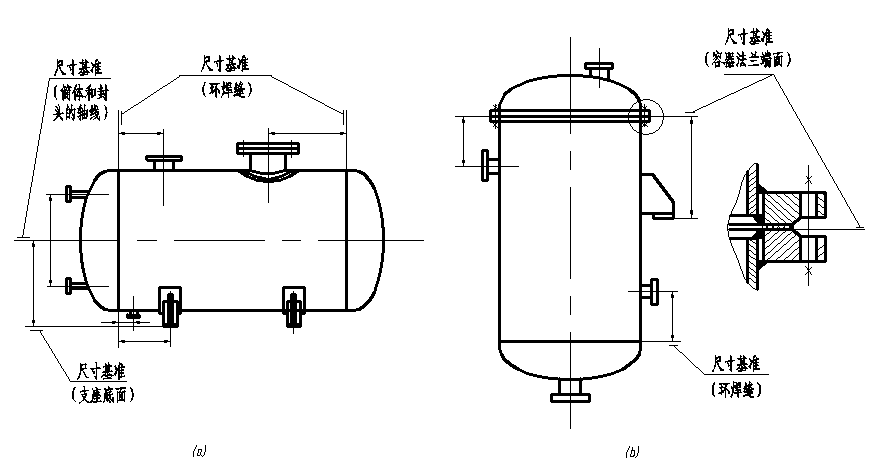 尺寸基准
(容器法兰端面)
尺寸基准
(筒体和封
头的轴线)
尺寸基准
(环焊缝)
尺寸基准
(支座底面)
尺寸基准
(环焊缝)
(a)
(b)